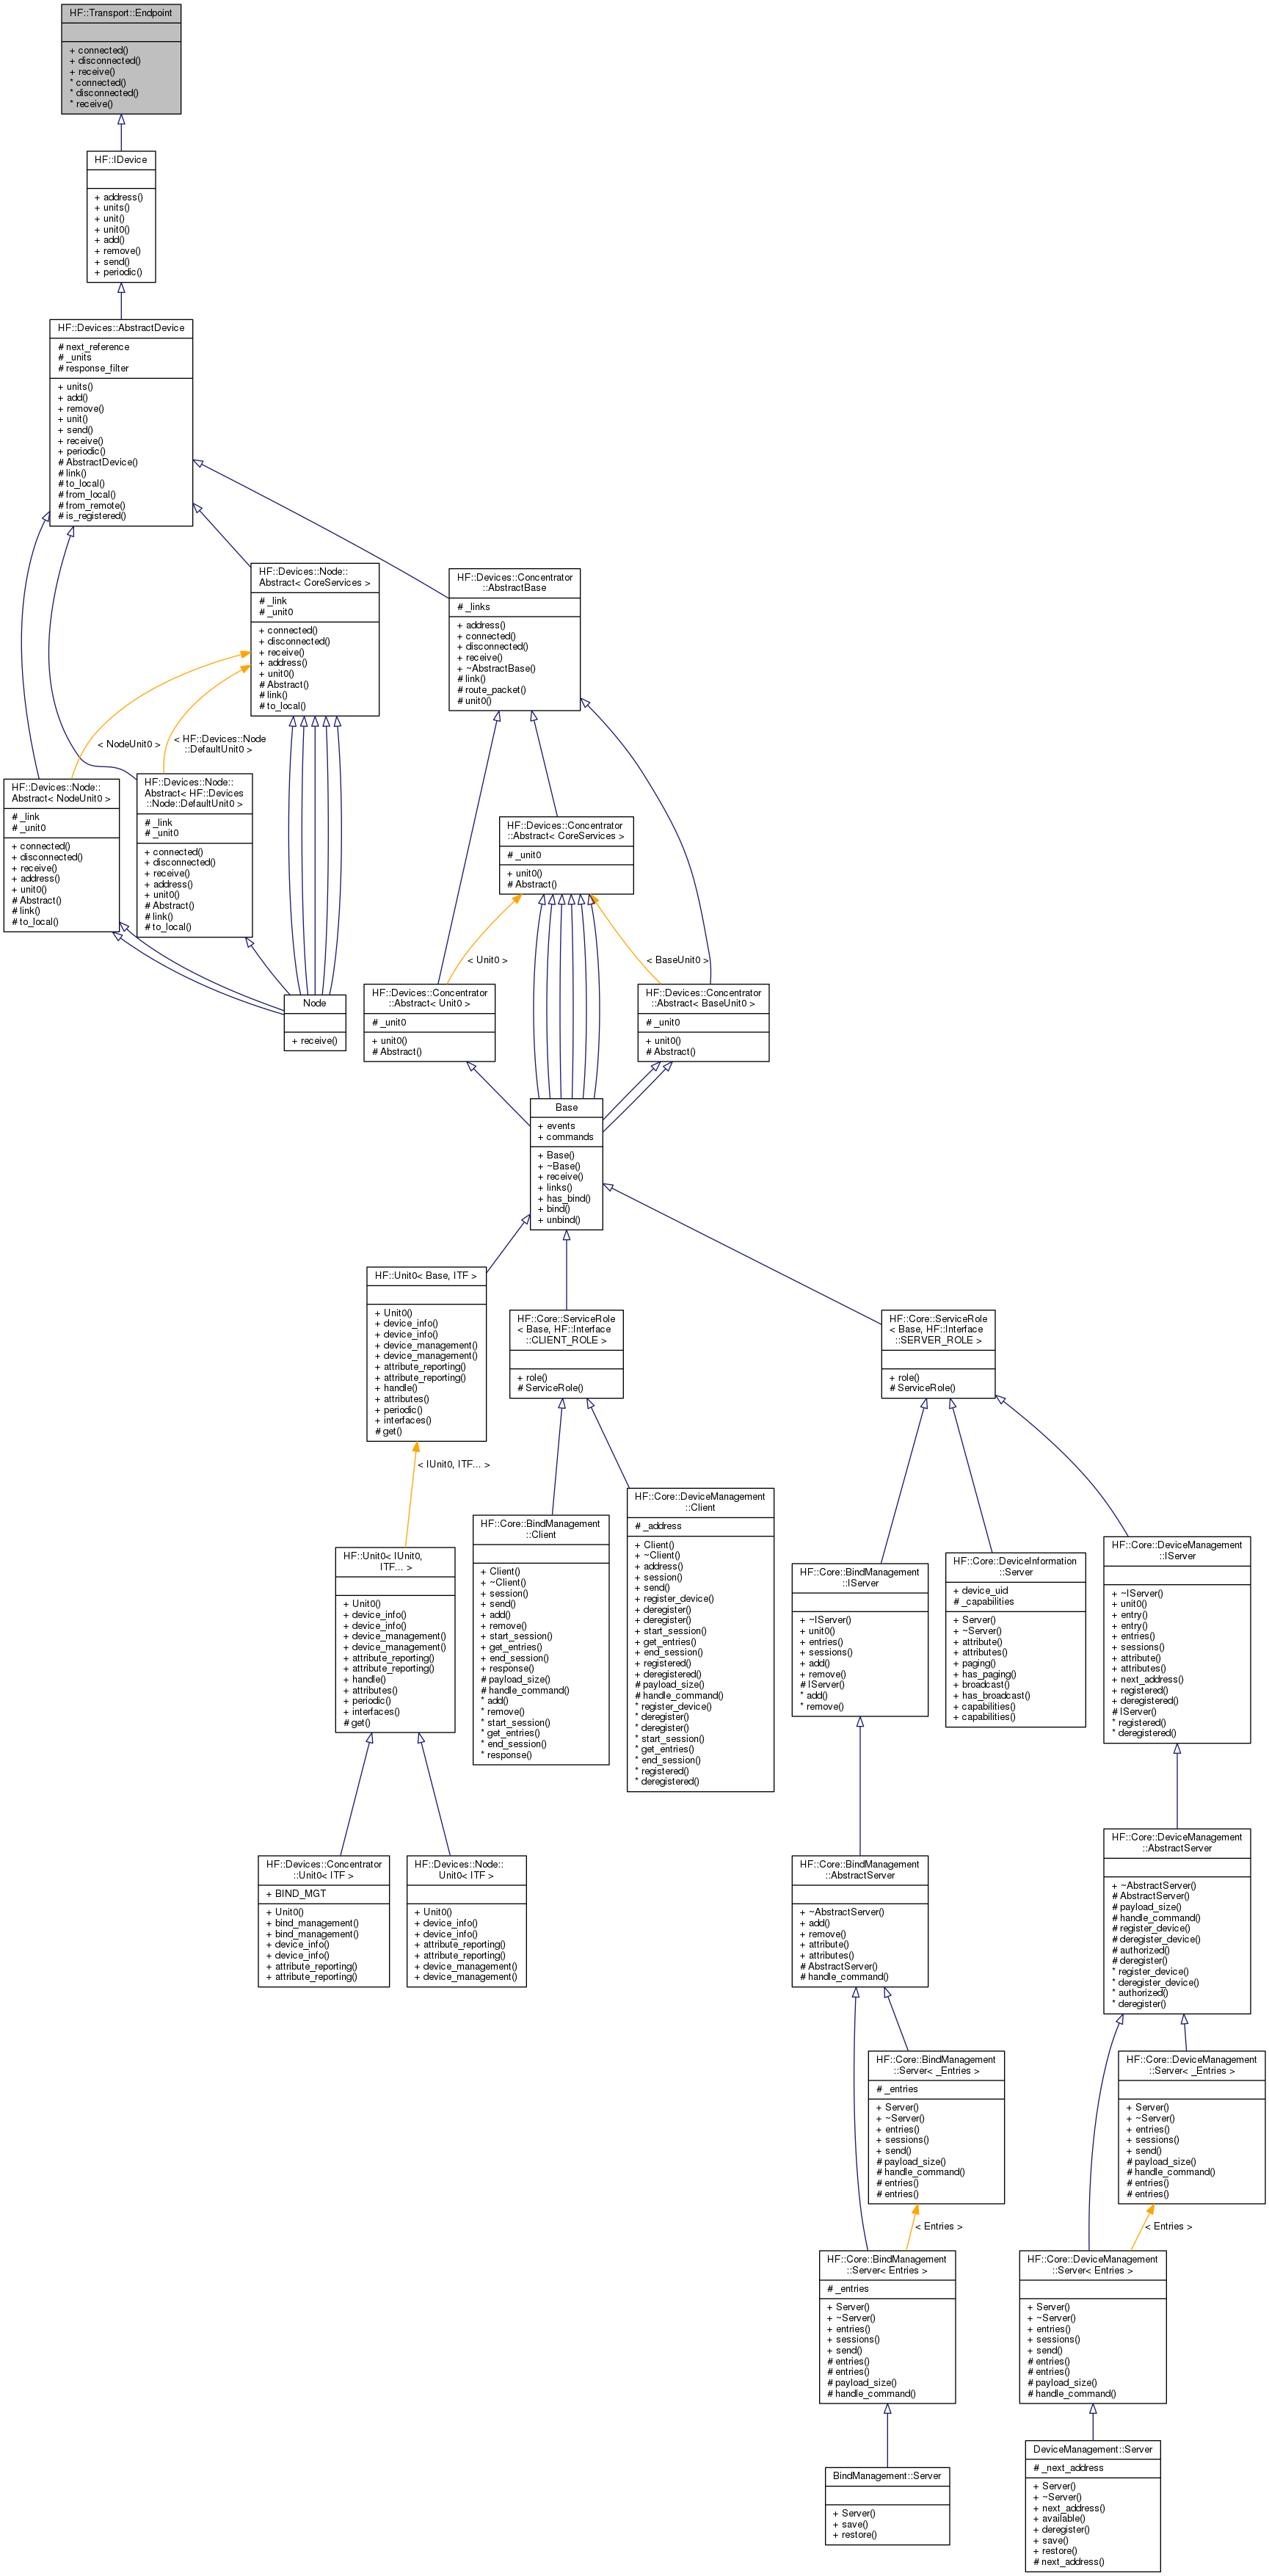 HF::Transport::Endpoint
+ connected()
+ disconnected()
+ receive()
* connected()
* disconnected()
* receive()
HF::IDevice
+ address()
+ units()
+ unit()
+ unit0()
+ add()
+ remove()
+ send()
+ periodic()
HF::Devices::AbstractDevice
# next_reference
# _units
# response_filter
+ units()
+ add()
+ remove()
+ unit()
+ send()
+ receive()
+ periodic()
# AbstractDevice()
# link()
# to_local()
# from_local()
# from_remote()
# is_registered()
HF::Devices::Node::
Abstract< CoreServices >
# _link
# _unit0
+ connected()
+ disconnected()
+ receive()
+ address()
+ unit0()
# Abstract()
# link()
# to_local()
HF::Devices::Concentrator
::AbstractBase
# _links
+ address()
+ connected()
+ disconnected()
+ receive()
+ ~AbstractBase()
# link()
# route_packet()
# unit0()
< NodeUnit0 >
< HF::Devices::Node
::DefaultUnit0 >
HF::Devices::Node::
Abstract< NodeUnit0 >
# _link
# _unit0
+ connected()
+ disconnected()
+ receive()
+ address()
+ unit0()
# Abstract()
# link()
# to_local()
HF::Devices::Node::
Abstract< HF::Devices
::Node::DefaultUnit0 >
# _link
# _unit0
+ connected()
+ disconnected()
+ receive()
+ address()
+ unit0()
# Abstract()
# link()
# to_local()
HF::Devices::Concentrator
::Abstract< CoreServices >
# _unit0
+ unit0()
# Abstract()
< Unit0 >
< BaseUnit0 >
Node
+ receive()
HF::Devices::Concentrator
::Abstract< Unit0 >
# _unit0
+ unit0()
# Abstract()
HF::Devices::Concentrator
::Abstract< BaseUnit0 >
# _unit0
+ unit0()
# Abstract()
Base
+ events
+ commands
+ Base()
+ ~Base()
+ receive()
+ links()
+ has_bind()
+ bind()
+ unbind()
HF::Unit0< Base, ITF >
+ Unit0()
+ device_info()
+ device_info()
+ device_management()
+ device_management()
+ attribute_reporting()
+ attribute_reporting()
+ handle()
+ attributes()
+ periodic()
+ interfaces()
# get()
HF::Core::ServiceRole
< Base, HF::Interface
::CLIENT_ROLE >
+ role()
# ServiceRole()
HF::Core::ServiceRole
< Base, HF::Interface
::SERVER_ROLE >
+ role()
# ServiceRole()
< IUnit0, ITF... >
HF::Unit0< IUnit0,
ITF... >
+ Unit0()
+ device_info()
+ device_info()
+ device_management()
+ device_management()
+ attribute_reporting()
+ attribute_reporting()
+ handle()
+ attributes()
+ periodic()
+ interfaces()
# get()
HF::Core::BindManagement
::Client
+ Client()
+ ~Client()
+ session()
+ send()
+ add()
+ remove()
+ start_session()
+ get_entries()
+ end_session()
+ response()
# payload_size()
# handle_command()
* add()
* remove()
* start_session()
* get_entries()
* end_session()
* response()
HF::Core::DeviceManagement
::Client
# _address
+ Client()
+ ~Client()
+ address()
+ session()
+ send()
+ register_device()
+ deregister()
+ deregister()
+ start_session()
+ get_entries()
+ end_session()
+ registered()
+ deregistered()
# payload_size()
# handle_command()
* register_device()
* deregister()
* deregister()
* start_session()
* get_entries()
* end_session()
* registered()
* deregistered()
HF::Core::BindManagement
::IServer
+ ~IServer()
+ unit0()
+ entries()
+ sessions()
+ add()
+ remove()
# IServer()
* add()
* remove()
HF::Core::DeviceInformation
::Server
+ device_uid
# _capabilities
+ Server()
+ ~Server()
+ attribute()
+ attributes()
+ paging()
+ has_paging()
+ broadcast()
+ has_broadcast()
+ capabilities()
+ capabilities()
HF::Core::DeviceManagement
::IServer
+ ~IServer()
+ unit0()
+ entry()
+ entry()
+ entries()
+ sessions()
+ attribute()
+ attributes()
+ next_address()
+ registered()
+ deregistered()
# IServer()
* registered()
* deregistered()
HF::Devices::Concentrator
::Unit0< ITF >
+ BIND_MGT
+ Unit0()
+ bind_management()
+ bind_management()
+ device_info()
+ device_info()
+ attribute_reporting()
+ attribute_reporting()
HF::Devices::Node::
Unit0< ITF >
+ Unit0()
+ device_info()
+ device_info()
+ attribute_reporting()
+ attribute_reporting()
+ device_management()
+ device_management()
HF::Core::BindManagement
::AbstractServer
+ ~AbstractServer()
+ add()
+ remove()
+ attribute()
+ attributes()
# AbstractServer()
# handle_command()
HF::Core::DeviceManagement
::AbstractServer
+ ~AbstractServer()
# AbstractServer()
# payload_size()
# handle_command()
# register_device()
# deregister_device()
# authorized()
# deregister()
* register_device()
* deregister_device()
* authorized()
* deregister()
HF::Core::BindManagement
::Server< _Entries >
# _entries
+ Server()
+ ~Server()
+ entries()
+ sessions()
+ send()
# payload_size()
# handle_command()
# entries()
# entries()
HF::Core::DeviceManagement
::Server< _Entries >
+ Server()
+ ~Server()
+ entries()
+ sessions()
+ send()
# payload_size()
# handle_command()
# entries()
# entries()
< Entries >
< Entries >
HF::Core::BindManagement
::Server< Entries >
# _entries
+ Server()
+ ~Server()
+ entries()
+ sessions()
+ send()
# entries()
# entries()
# payload_size()
# handle_command()
HF::Core::DeviceManagement
::Server< Entries >
+ Server()
+ ~Server()
+ entries()
+ sessions()
+ send()
# entries()
# entries()
# payload_size()
# handle_command()
BindManagement::Server
+ Server()
+ save()
+ restore()
DeviceManagement::Server
# _next_address
+ Server()
+ ~Server()
+ next_address()
+ available()
+ deregister()
+ save()
+ restore()
# next_address()